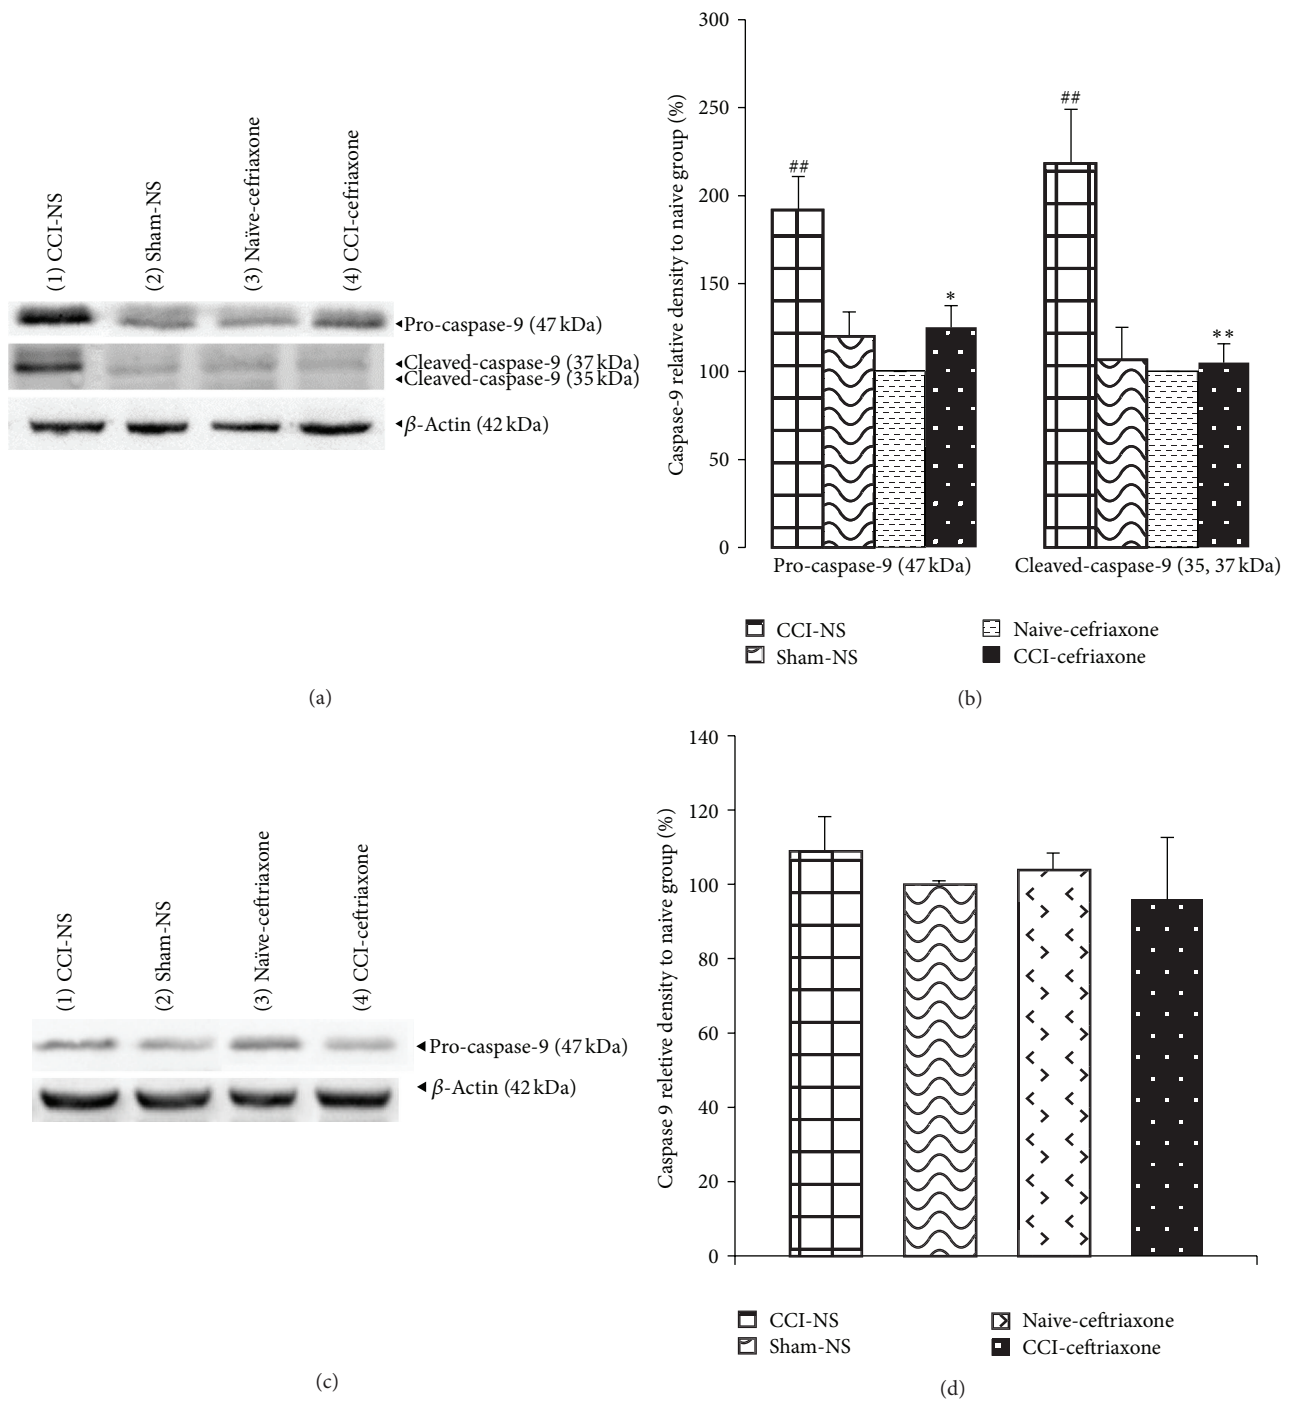 (1) CCI-NS
(2) Sham-NS
(3) Naïve-cefriaxone
(4) CCI-cefriaxone
Pro-caspase-9 (47 kDa)
Cleaved-caspase-9 (37 kDa)
Cleaved-caspase-9 (35 kDa)
β-Actin (42 kDa)
(a)
Caspase-9 relative density to naive group (%)
300
250
200
150
100
50
0
##
*
##
**
Pro-caspase-9 (47 kDa)
Cleaved-caspase-9 (35, 37 kDa)
CCI-NS
Sham-NS
Naive-cefriaxone
CCI-cefriaxone
(b)
(1) CCI-NS
(2) Sham-NS
(3) Naïve-ceftriaxone
(4) CCI-ceftriaxone
Pro-caspase-9 (47 kDa)
β-Actin (42 kDa)
(c)
Caspase 9 reletive density to naive group (%)
140
120
100
80
60
40
20
0
CCI-NS
Sham-NS
Naive-ceftriaxone
CCI-ceftriaxone
(d)